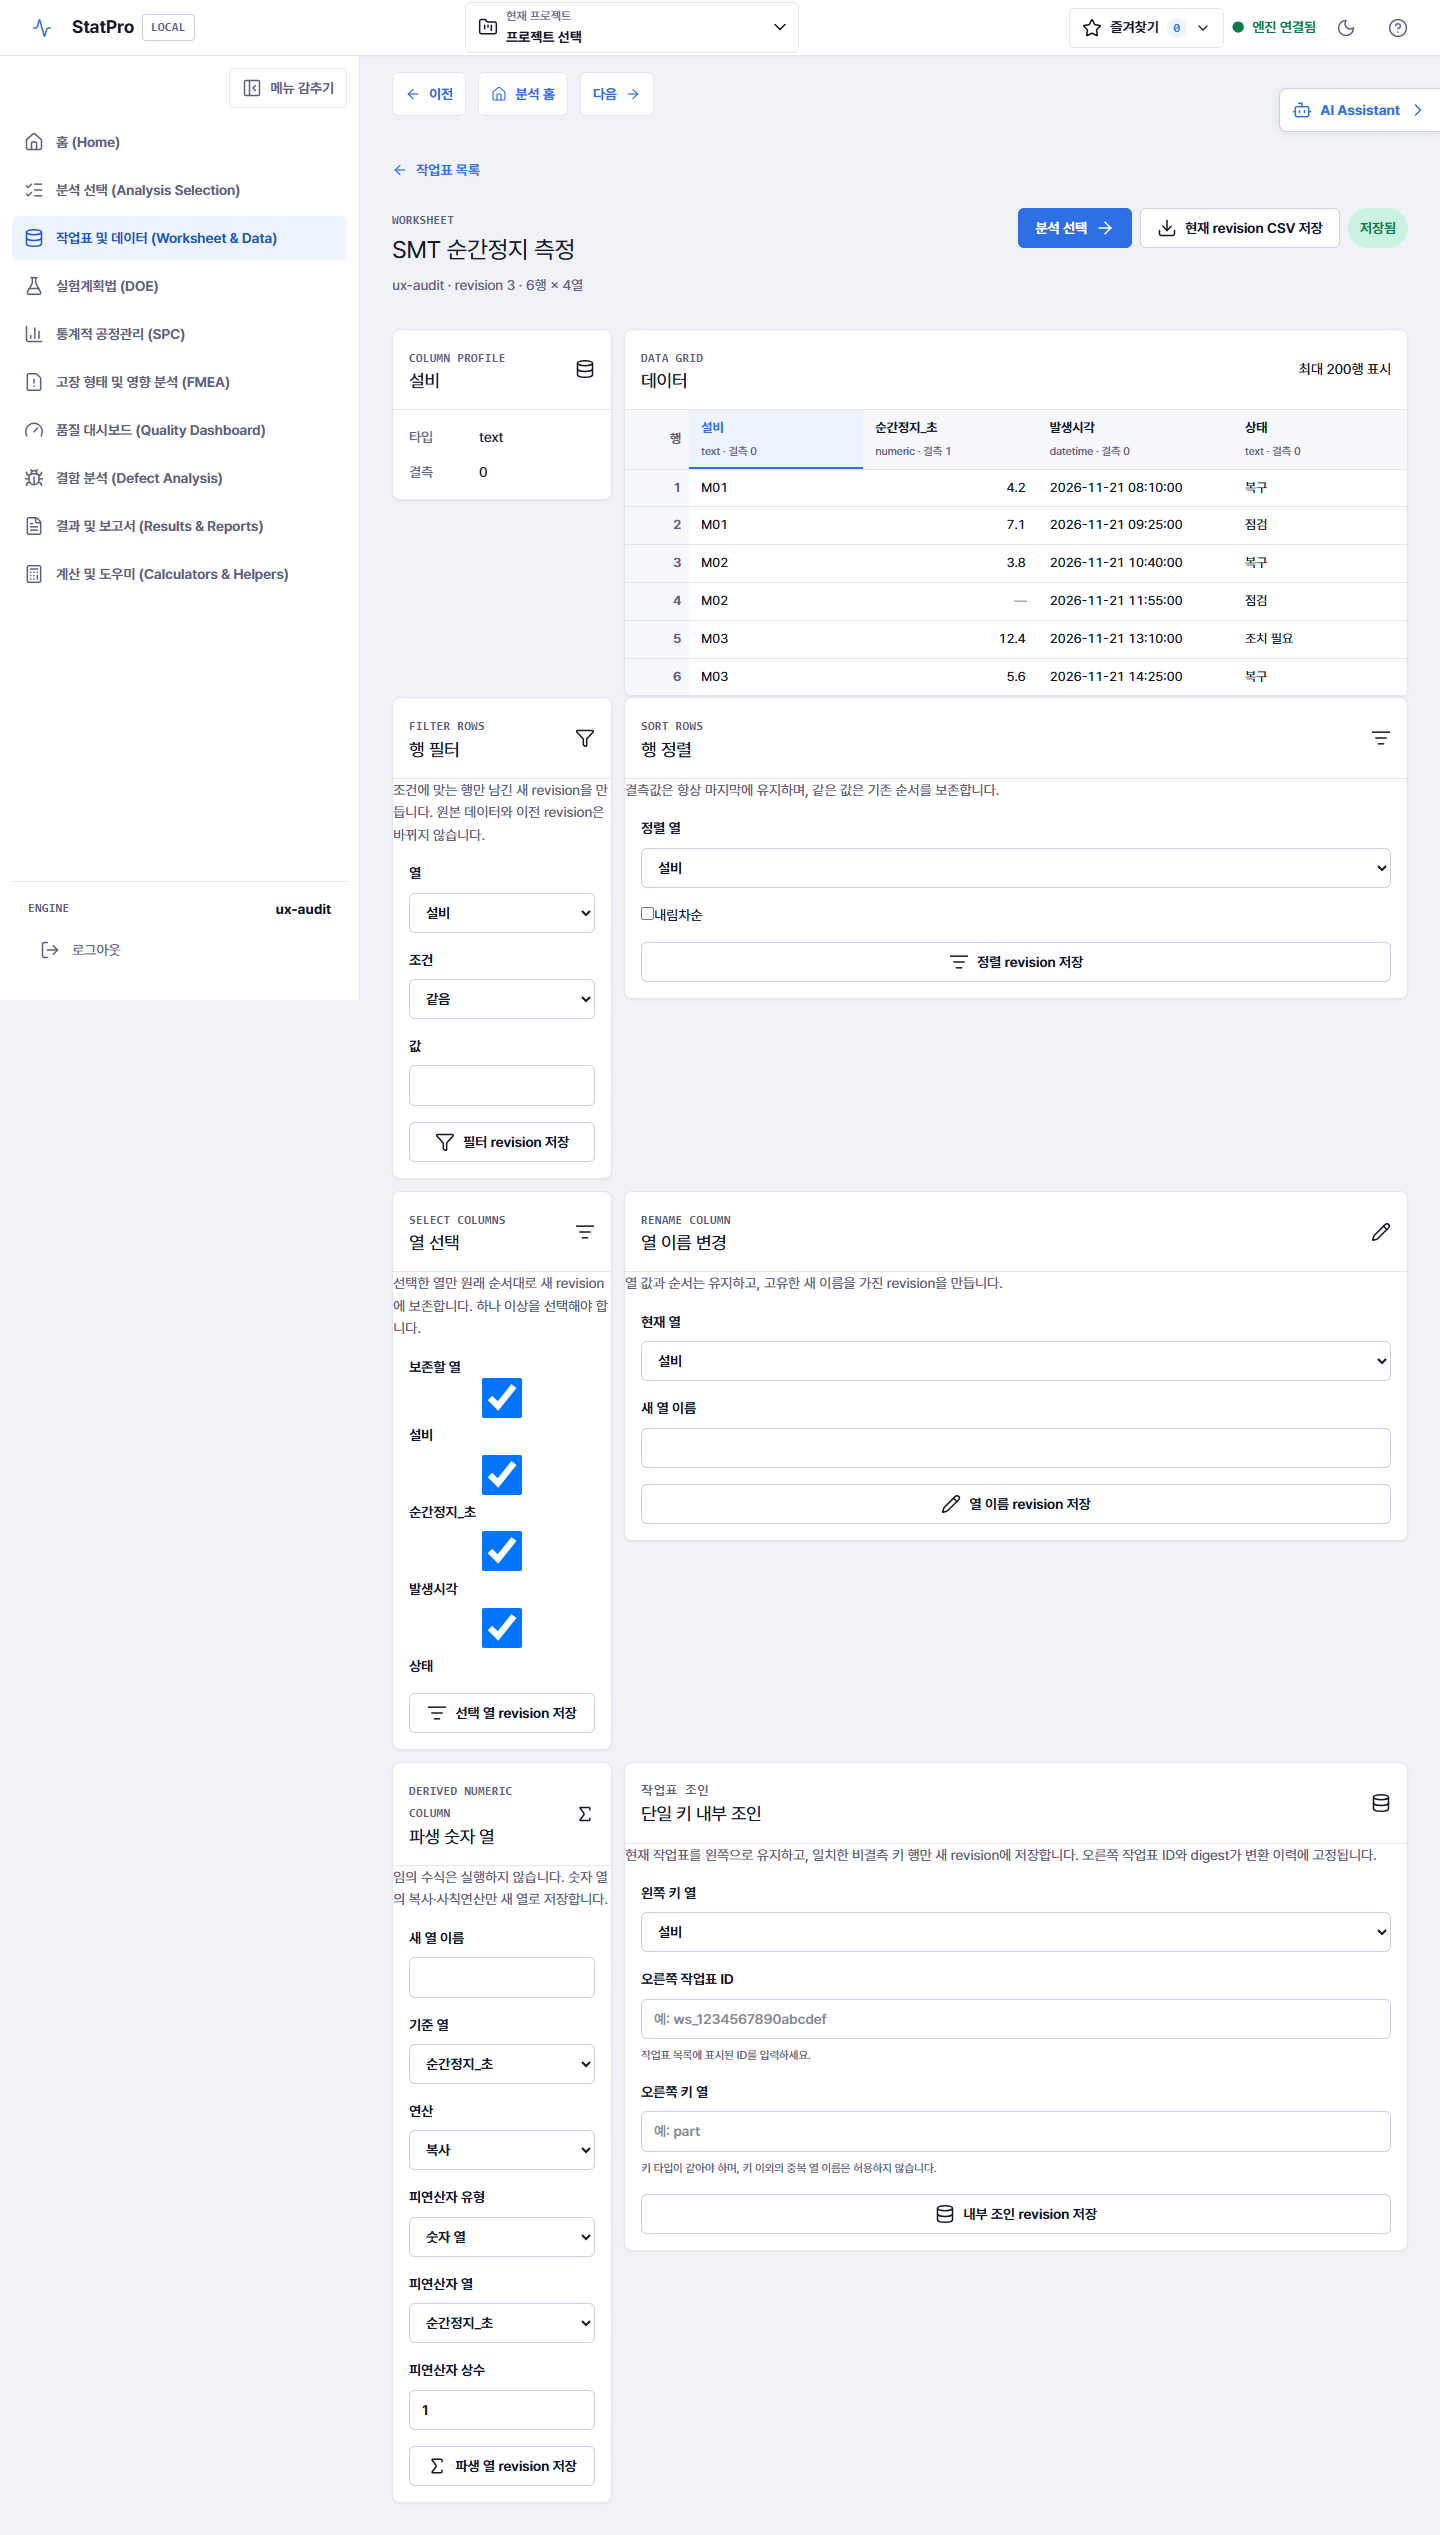 StatPro LOCAL
현재 프로젝트
프로젝트 선택
즐겨찾기 0
엔진 연결됨
메뉴 감추기
홈 (Home)
분석 선택 (Analysis Selection)
작업표 및 데이터 (Worksheet & Data)
실험계획법 (DOE)
통계적 공정관리 (SPC)
고장 형태 및 영향 분석 (FMEA)
품질 대시보드 (Quality Dashboard)
결함 분석 (Defect Analysis)
결과 및 보고서 (Results & Reports)
계산 및 도우미 (Calculators & Helpers)
ENGINE ux-audit
로그아웃
이전 분석 홈 다음
AI Assistant
작업표 목록
WORKSHEET
SMT 순간정지 측정
ux-audit · revision 3 · 6행 × 4열
분석 선택 현재 revision CSV 저장 저장됨
COLUMN PROFILE
설비
타입 text
결측 0
DATA GRID
데이터
최대 200행 표시
행 설비 순간정지_초 발생시각 상태
text · 결측 0 numeric · 결측 1 datetime · 결측 0 text · 결측 0
1 M01 4.2 2026-11-21 08:10:00 복구
2 M01 7.1 2026-11-21 09:25:00 점검
3 M02 3.8 2026-11-21 10:40:00 복구
4 M02 — 2026-11-21 11:55:00 점검
5 M03 12.4 2026-11-21 13:10:00 조치 필요
6 M03 5.6 2026-11-21 14:25:00 복구
FILTER ROWS
행 필터
조건에 맞는 행만 남긴 새 revision을 만
듭니다. 원본 데이터와 이전 revision은
바뀌지 않습니다.
열
설비
조건
같음
값
필터 revision 저장
SORT ROWS
행 정렬
결측값은 항상 마지막에 유지하며, 같은 값은 기존 순서를 보존합니다.
정렬 열
설비
내림차순
정렬 revision 저장
SELECT COLUMNS
열 선택
선택한 열만 원래 순서대로 새 revision
에 보존합니다. 하나 이상을 선택해야 합
니다.
보존할 열
설비
순간정지_초
발생시각
상태
선택 열 revision 저장
RENAME COLUMN
열 이름 변경
열 값과 순서는 유지하고, 고유한 새 이름을 가진 revision을 만듭니다.
현재 열
설비
새 열 이름
열 이름 revision 저장
DERIVED NUMERIC
COLUMN
파생 숫자 열
임의 수식은 실행하지 않습니다. 숫자 열
의 복사·사칙연산만 새 열로 저장합니다.
새 열 이름
기준 열
순간정지_초
연산
복사
피연산자 유형
숫자 열
피연산자 열
순간정지_초
피연산자 상수
1
파생 열 revision 저장
작업표 조인
단일 키 내부 조인
현재 작업표를 왼쪽으로 유지하고, 일치한 비결측 키 행만 새 revision에 저장합니다. 오른쪽 작업표 ID와 digest가 변환 이력에 고정됩니다.
왼쪽 키 열
설비
오른쪽 작업표 ID
예: ws_1234567890abcdef
작업표 목록에 표시된 ID를 입력하세요.
오른쪽 키 열
예: part
키 타입이 같아야 하며, 키 이외의 중복 열 이름은 허용하지 않습니다.
내부 조인 revision 저장